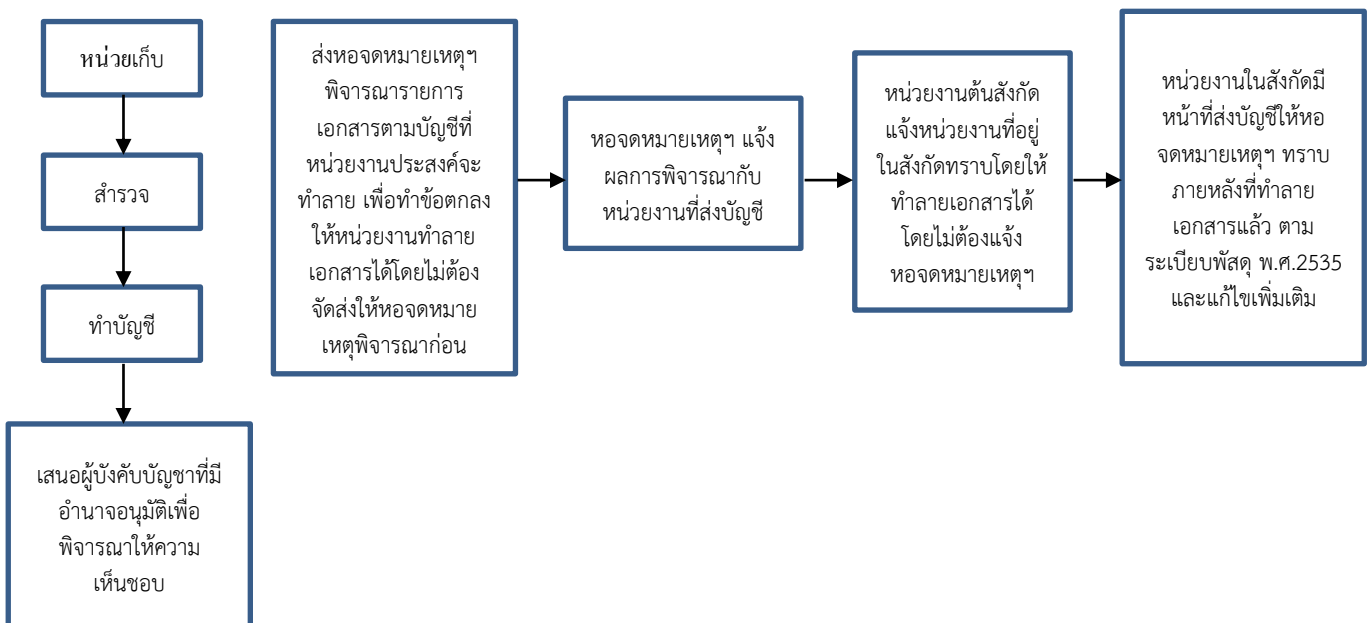 หน่วยเก็บ
สำรวจ
ทำบัญชี
เสนอผู้บังคับบัญชาที่มี
อำนาจอนุมัติเพื่อ
พิจารณาให้ความ
เห็นชอบ
ส่งหอจดหมายเหตุฯ
พิจารณารายการ
เอกสารตามบัญชีที่
หน่วยงานประสงค์จะ
ทำลาย เพื่อทำข้อตกลง
ให้หน่วยงานทำลาย
เอกสารได้โดยไม่ต้อง
จัดส่งให้หอจดหมาย
เหตุพิจารณาก่อน
หอจดหมายเหตุฯ แจ้ง
ผลการพิจารณากับ
หน่วยงานที่ส่งบัญชี
หน่วยงานต้นสังกัด
แจ้งหน่วยงานที่อยู่
ในสังกัดทราบโดยให้
ทำลายเอกสารได้
โดยไม่ต้องแจ้ง
หอจดหมายเหตุฯ
หน่วยงานในสังกัดมี
หน้าที่ส่งบัญชีให้หอ
จดหมายเหตุฯ ทราบ
ภายหลังที่ทำลาย
เอกสารแล้ว ตาม
ระเบียบพัสดุ พ.ศ.2535
และแก้ไขเพิ่มเติม